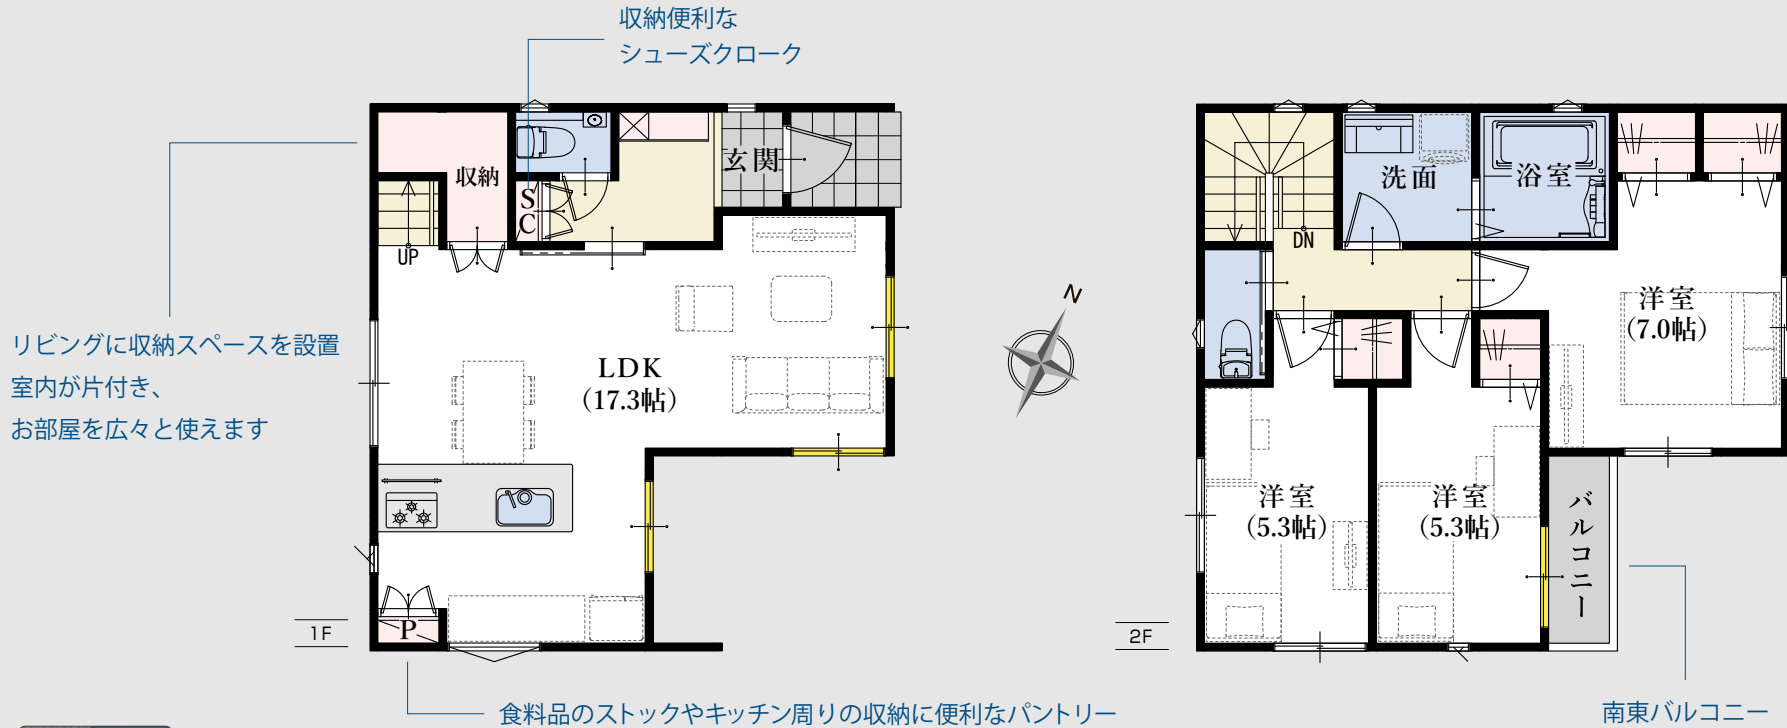 収納便利な
シューズクローク
リビングに収納スペースを設置
室内が片付き、
お部屋を広々と使えます
収納
玄関
S
C
UP
LDK
(17.3帖)
P
1F
食料品のストックやキッチン周りの収納に便利なパントリー
N
洗面
浴室
DN
洋室
(7.0帖)
洋室
(5.3帖)
洋室
(5.3帖)
バルコニー
2F
南東バルコニー